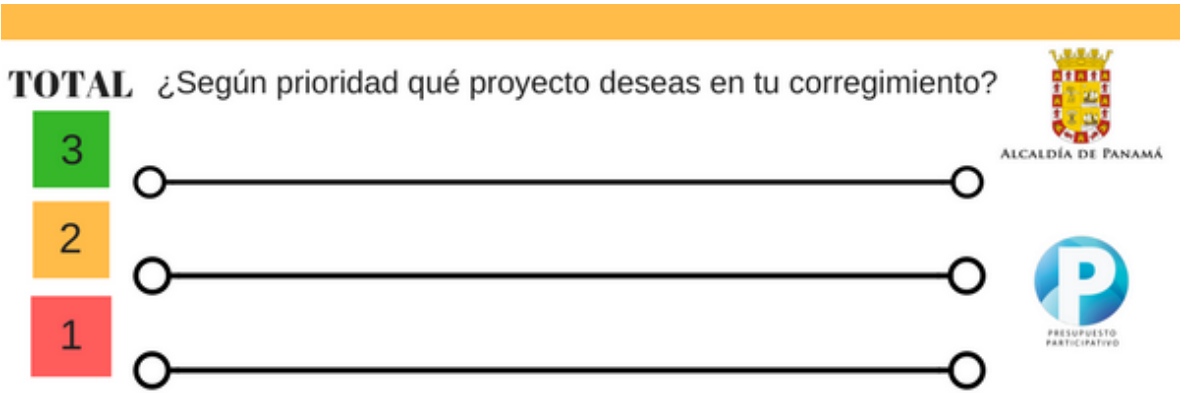 TOTAL ¿Según prioridad qué proyecto deseas en tu corregimiento?
3
ALCALDÍA DE PANAMÁ
2
1
PRESUPUESTO
PARTICIPATIVO